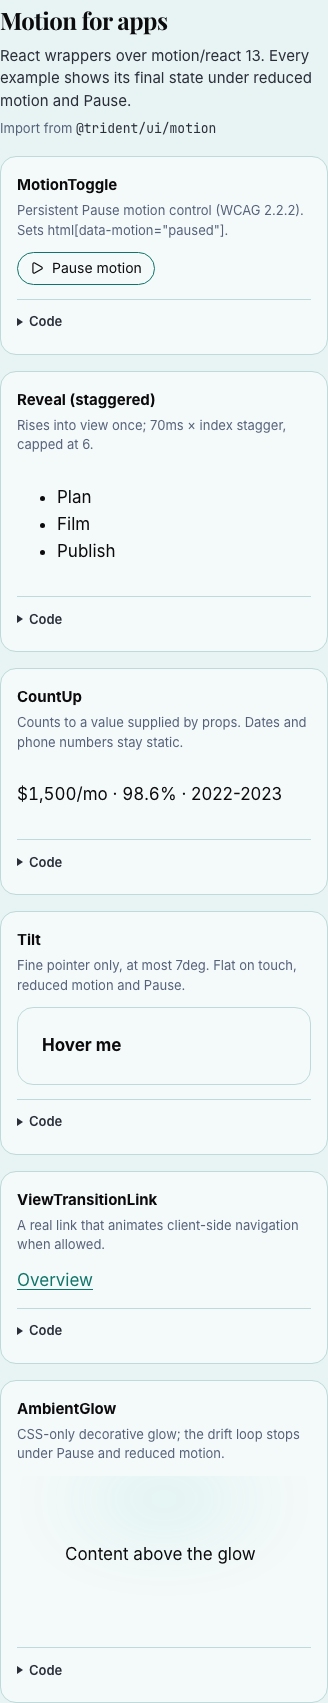 Motion for apps
React wrappers over motion/react 13. Every
example shows its final state under reduced
motion and Pause.
Import from @trident/ui/motion
MotionToggle
Persistent Pause motion control (WCAG 2.2.2).
Sets html[data-motion="paused"].
Pause motion
Code
Reveal (staggered)
Rises into view once; 70ms × index stagger,
capped at 6.
• Plan
• Film
• Publish
Code
CountUp
Counts to a value supplied by props. Dates and
phone numbers stay static.
$1,500/mo · 98.6% · 2022-2023
Code
Tilt
Fine pointer only, at most 7deg. Flat on touch,
reduced motion and Pause.
Hover me
Code
ViewTransitionLink
A real link that animates client-side navigation
when allowed.
Overview
Code
AmbientGlow
CSS-only decorative glow; the drift loop stops
under Pause and reduced motion.
Content above the glow
Code